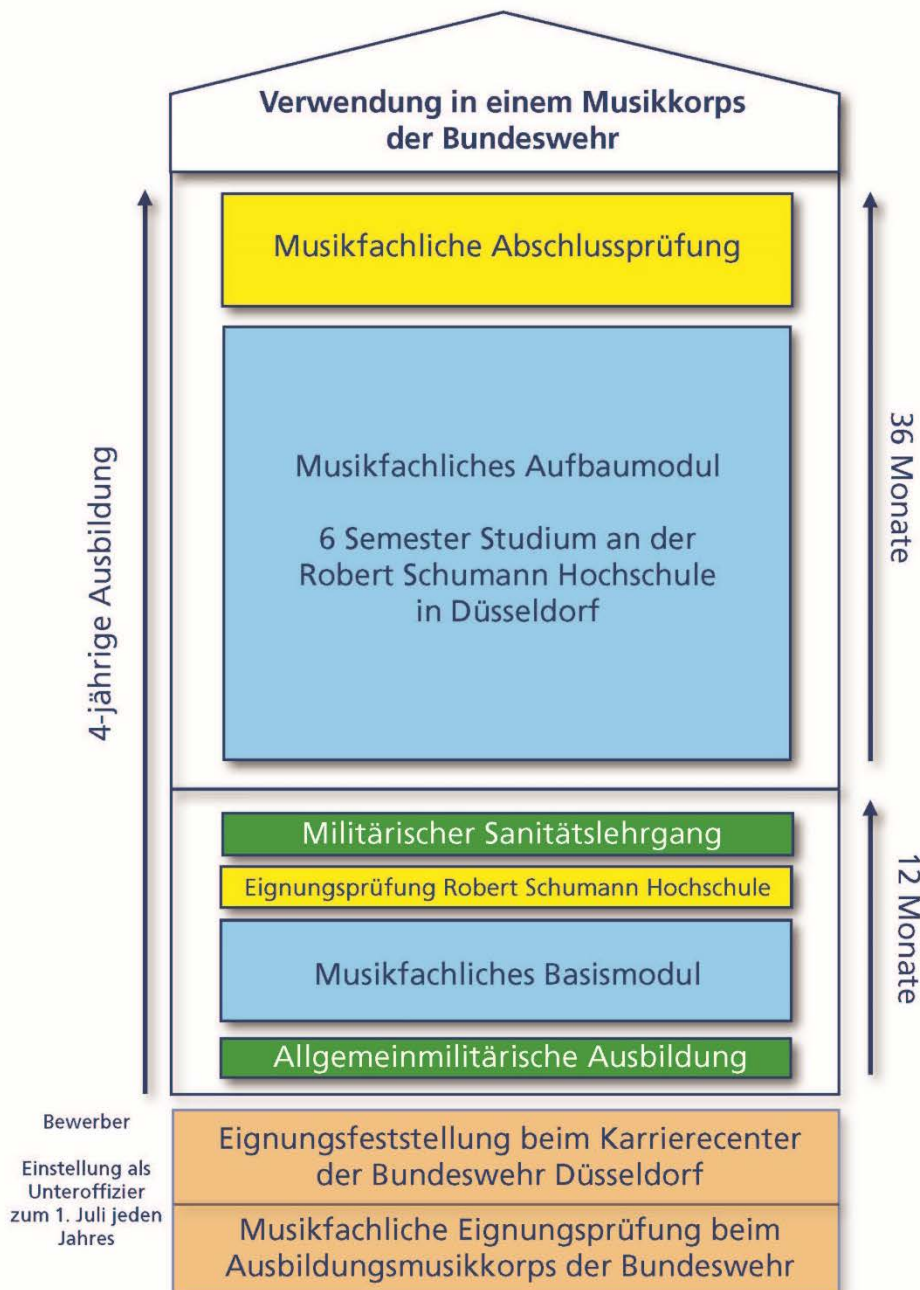 Verwendung in einem Musikkorps
der Bundeswehr
Musikfachliche Abschlussprüfung
Musikfachliches Aufbaumodul
6 Semester Studium an der
Robert Schumann Hochschule
in Düsseldorf
4-jährige Ausbildung
36 Monate
Militärischer Sanitätslehrgang
Eignungsprüfung Robert Schumann Hochschule
Musikfachliches Basismodul
Allgemeinmilitärische Ausbildung
12 Monate
Bewerber
Einstellung als
Unteroffizier
zum 1. Juli jeden
Jahres
Eignungsfeststellung beim Karrierecenter
der Bundeswehr Düsseldorf
Musikfachliche Eignungsprüfung beim
Ausbildungsmusikkorps der Bundeswehr